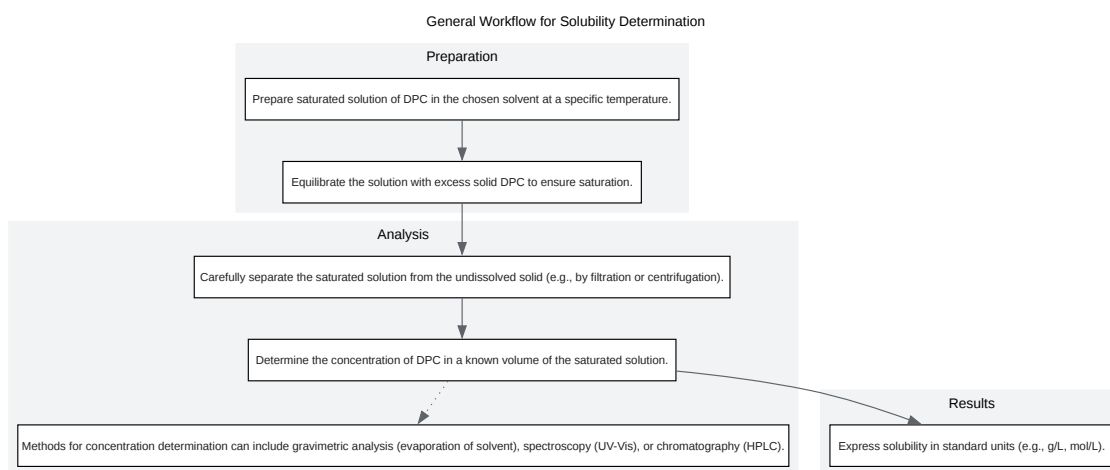 General Workflow for Solubility Determination
Preparation
Prepare saturated solution of DPC in the chosen solvent at a specific temperature.
Equilibrate the solution with excess solid DPC to ensure saturation.
Analysis
Carefully separate the saturated solution from the undissolved solid (e.g., by filtration or centrifugation).
Determine the concentration of DPC in a known volume of the saturated solution.
Methods for concentration determination can include gravimetric analysis (evaporation of solvent), spectroscopy (UV-Vis), or chromatography (HPLC).
Results
Express solubility in standard units (e.g., g/L, mol/L).